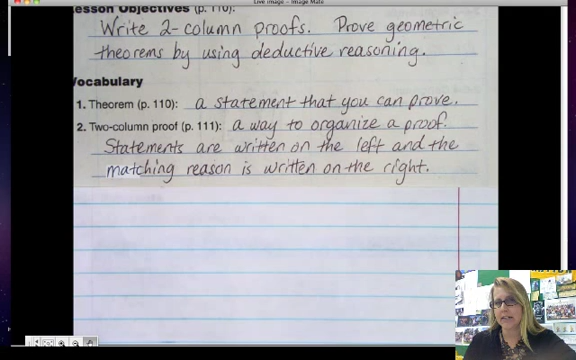 Live image - Image Mate
Lesson Objectives (p. 110):
Write 2-column proofs. Prove geometric
theorems by using deductive reasoning.
Vocabulary
1. Theorem (p. 110): a statement that you can prove.
2. Two-column proof (p. 111): a way to organize a proof.
Statements are written on the left and the
matching reason is written on the right.